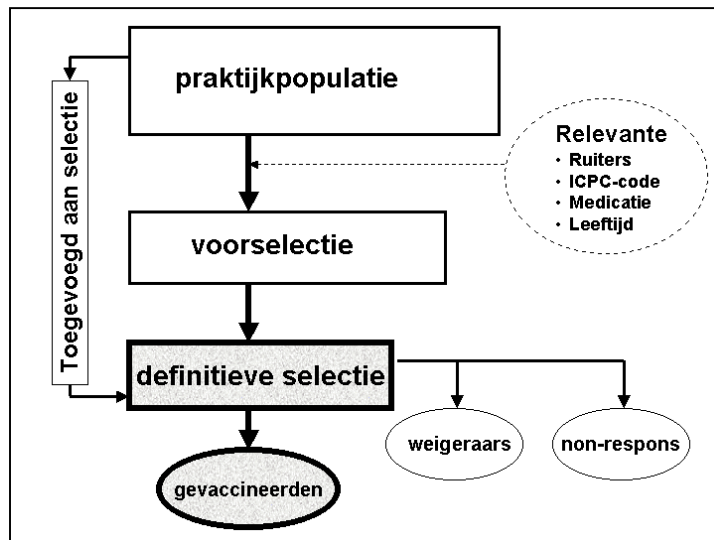 praktijkpopulatie
Toegevoegd aan selectie
Relevante
• Ruiters
• ICPC-code
• Medicatie
• Leeftijd
voorselectie
definitieve selectie
weigeraars
non-respons
gevaccineerden